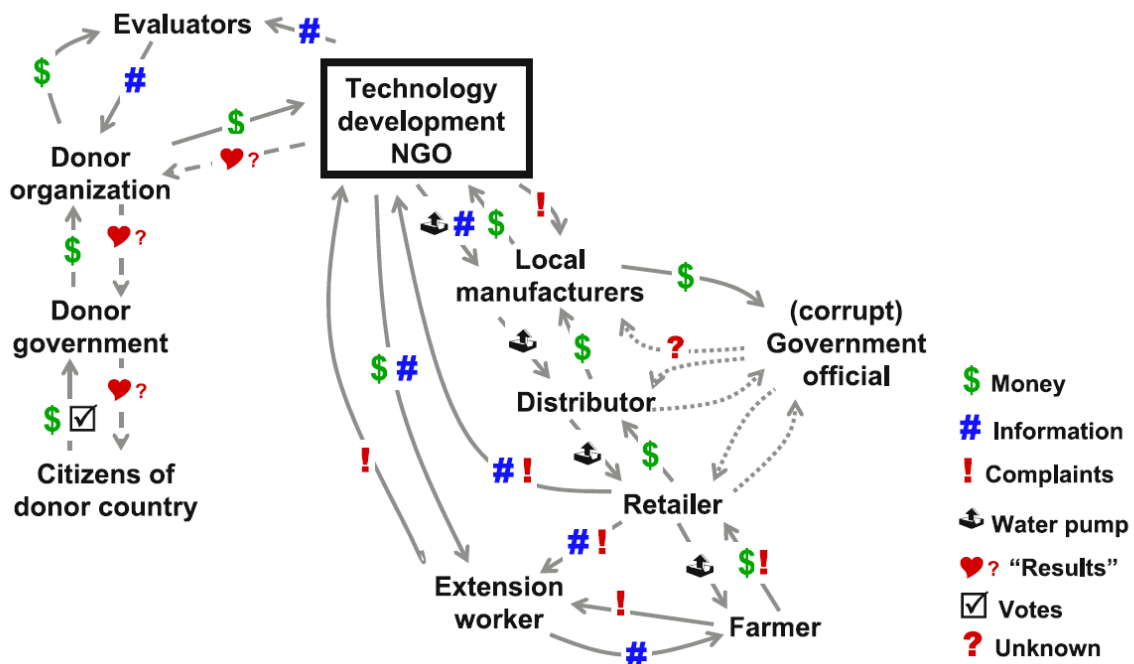 Evaluators
#
$
#
Technology
development
NGO
$
♥?
Donor
organization
!
#
$
$
♥?
Local
manufacturers
$
(corrupt)
Government
official
Donor
government
?
$
$ #
♥?
$
Distributor
$ Money
# Information
! Complaints
Water pump
♥? “Results”
☑ Votes
? Unknown
$ ☑
Citizens of
donor country
!
# !
$
Retailer
# !
$!
Extension
worker
!
Farmer
#